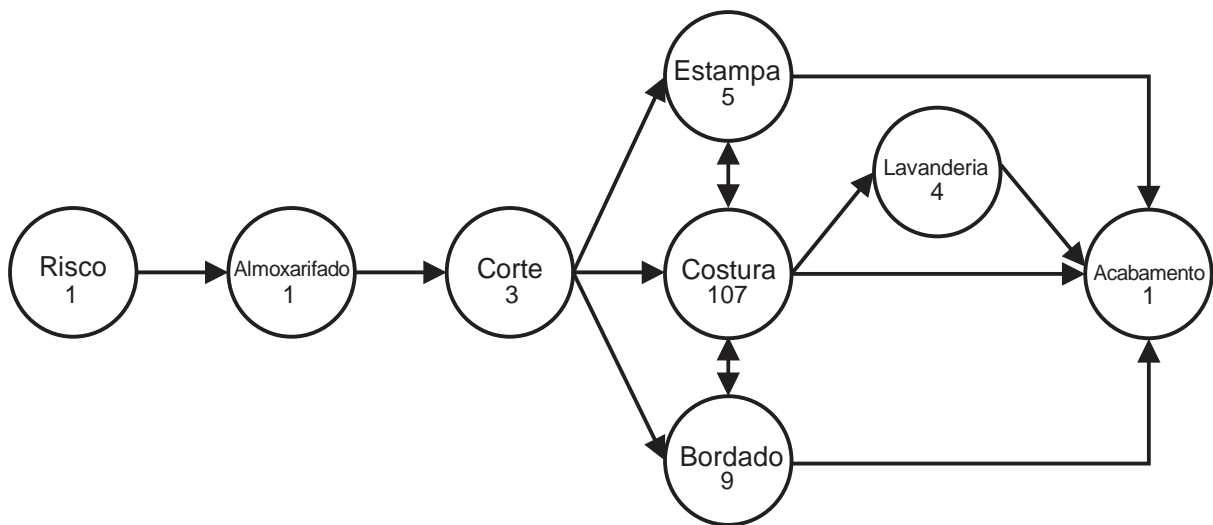 Risco
1
Almoxarifado
1
Corte
3
Estampa
5
Costura
107
Bordado
9
Lavanderia
4
Acabamento
1